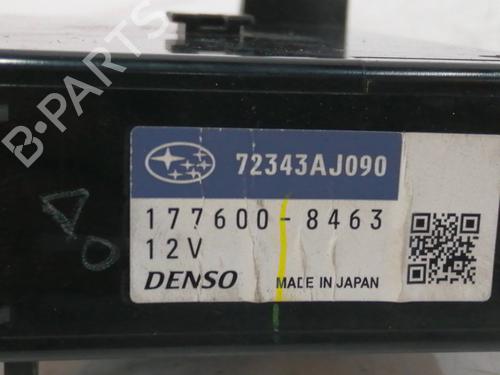 72343AJ090
177600-8463
12V
DENSO MADE IN JAPAN
B-PARTS